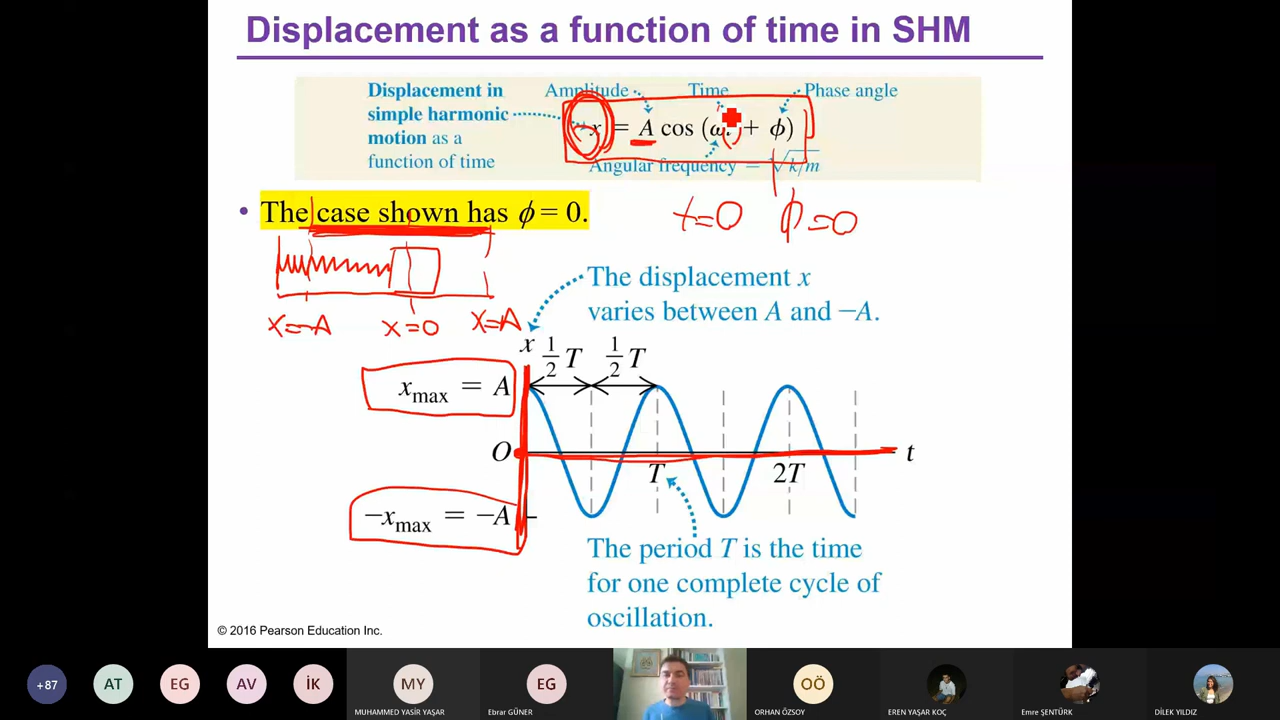 Displacement as a function of time in SHM
Displacement in
simple harmonic
motion as a
function of time
Amplitude
Time
Phase angle
x = A cos (ωt + ϕ)
Angular frequency = √k/m
• The case shown has ϕ = 0.
t=0 ϕ=0
x=-A x=0 x=A
The displacement x
varies between A and −A.
x
1/2 T 1/2 T
xmax = A
O
T
2T
t
−xmax = −A
The period T is the time
for one complete cycle of
oscillation.
© 2016 Pearson Education Inc.
+87
AT
EG
AV
İK
MY
MUHAMMED YASİR YAŞAR
EG
Ebrar GÜNER
OÖ
ORHAN ÖZSOY
EREN YAŞAR KOÇ
Emre ŞENTÜRK
DİLEK YILDIZ